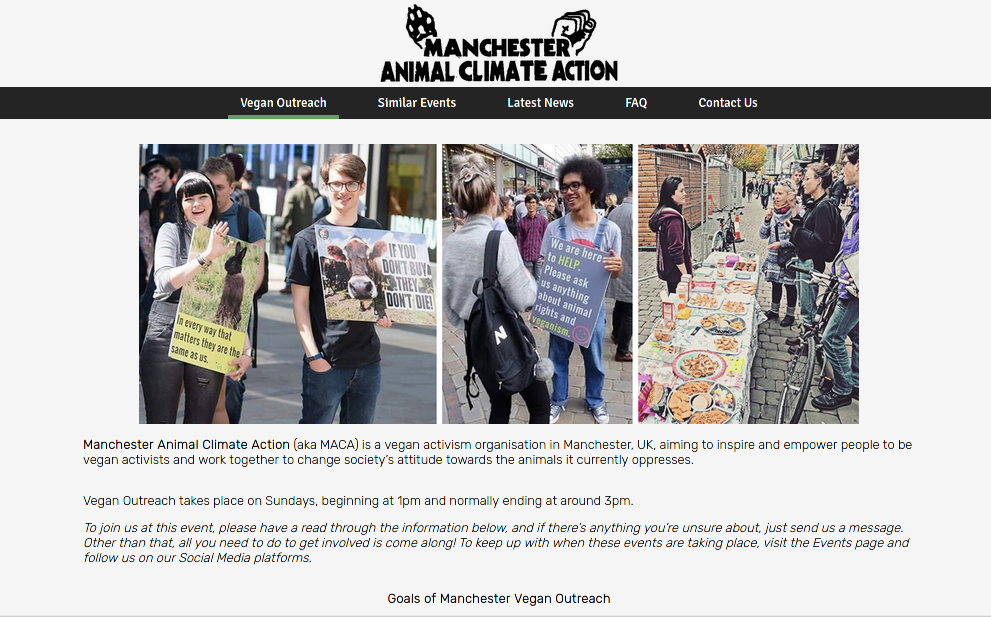 MANCHESTER
ANIMAL CLIMATE ACTION
Vegan Outreach
Similar Events
Latest News
FAQ
Contact Us
In every way that
matters they are the
same as us.
IF YOU
DON'T BUY
THEY
DON'T DIE!
We are here
to HELP.
Please ask
us anything
about animal
rights and
veganism.
N
Manchester Animal Climate Action (aka MACA) is a vegan activism organisation in Manchester, UK, aiming to inspire and empower people to be
vegan activists and work together to change society's attitude towards the animals it currently oppresses.
Vegan Outreach takes place on Sundays, beginning at 1pm and normally ending at around 3pm.
To join us at this event, please have a read through the information below, and if there's anything you're unsure about, just send us a message.
Other than that, all you need to do to get involved is come along! To keep up with when these events are taking place, visit the Events page and
follow us on our Social Media platforms.
Goals of Manchester Vegan Outreach